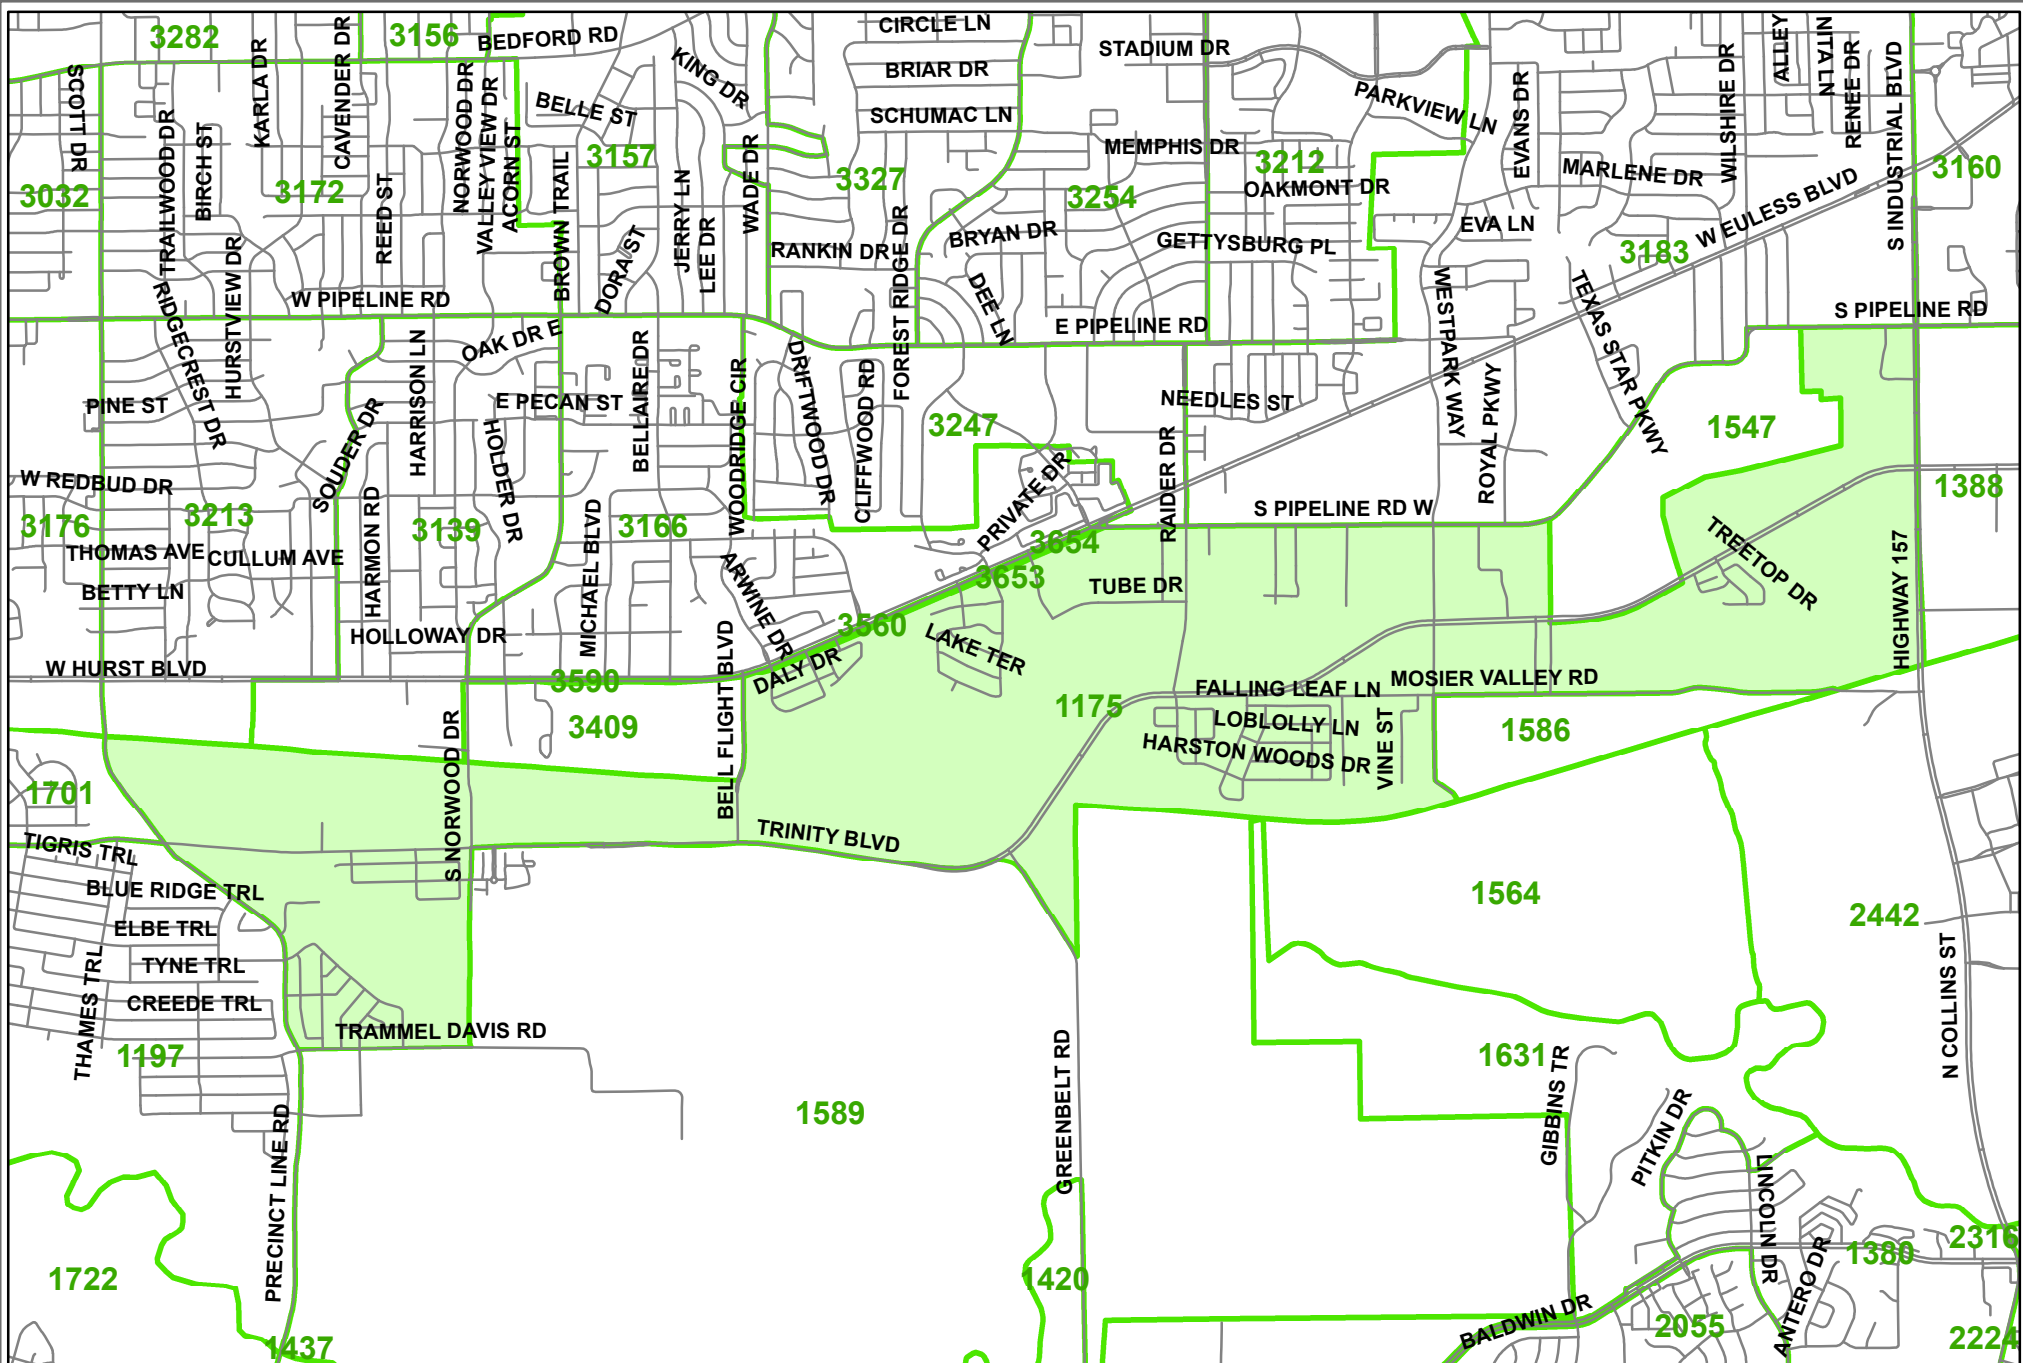 3282
3156
BEDFORD RD
CIRCLE LN
STADIUM DR
SCOTT DR
KARLA DR
CAVENDER DR
NORWOOD DR
VALLEY VIEW DR
KING DR
BRIAR DR
SCHUMAC LN
PARKVIEW LN
EVANS DR
WILSHIRE DR
ALLEY
NITA LN
RENEE DR
S INDUSTRIAL BLVD
TRAILWOOD DR
BIRCH ST
ACORN ST
BELLE ST
3157
WADE DR
MEMPHIS DR
3212
MARLENE DR
3160
3032
3172
REED ST
BROWN TRAIL
JERRY LN
LEE DR
3327
3254
OAKMONT DR
W EULESS BLVD
HURSTVIEW DR
DORA ST
RANKIN DR
FOREST RIDGE DR
BRYAN DR
GETTYSBURG PL
EVA LN
3183
RIDGECREST DR
W PIPELINE RD
DEE LN
E PIPELINE RD
WESTPARK WAY
TEXAS STAR PKWY
S PIPELINE RD
OAK DR E
HARRISON LN
BELLAIRE DR
WOODRIDGE CIR
DRIFTWOOD DR
CLIFFWOOD RD
PINE ST
SOUDER DR
E PECAN ST
NEEDLES ST
ROYAL PKWY
3247
1547
HOLDER DR
W REDBUD DR
PRIVATE DR
RAIDER DR
1388
3176
3213
HARMON RD
3139
MICHAEL BLVD
3166
S PIPELINE RD W
3654
TREETOP DR
HIGHWAY 157
THOMAS AVE
CULLUM AVE
ARWINE DR
3653
TUBE DR
BETTY LN
3560
HOLLOWAY DR
BELL FLIGHT BLVD
LAKE TER
W HURST BLVD
3590
DALY DR
FALLING LEAF LN
MOSIER VALLEY RD
3409
1175
LOBLOLLY LN
VINE ST
1586
S NORWOOD DR
HARSTON WOODS DR
1701
TRINITY BLVD
TIGRIS TRL
BLUE RIDGE TRL
1564
ELBE TRL
2442
THAMES TRL
TYNE TRL
CREEDE TRL
N COLLINS ST
TRAMMEL DAVIS RD
1197
GREENBELT RD
1631
GIBBINS TR
1589
PITKIN DR
PRECINCT LINE RD
LINCOLN DR
1722
1420
ANTERO DR
1380
2316
BALDWIN DR
2055
1437
2224